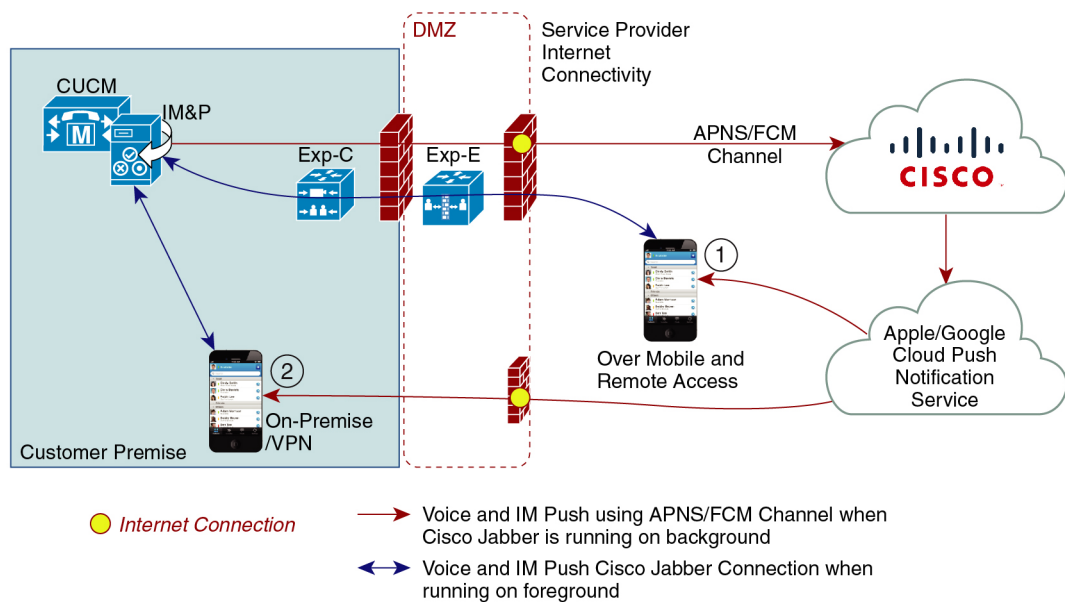 DMZ
Service Provider
Internet
Connectivity
CUCM
IM&P
M
Exp-C
Exp-E
APNS/FCM
Channel
CISCO
1
Over Mobile and
Remote Access
Apple/Google
Cloud Push
Notification
Service
2
On-Premise
/VPN
Customer Premise
Internet Connection
Voice and IM Push using APNS/FCM Channel when
Cisco Jabber is running on background
Voice and IM Push Cisco Jabber Connection when
running on foreground